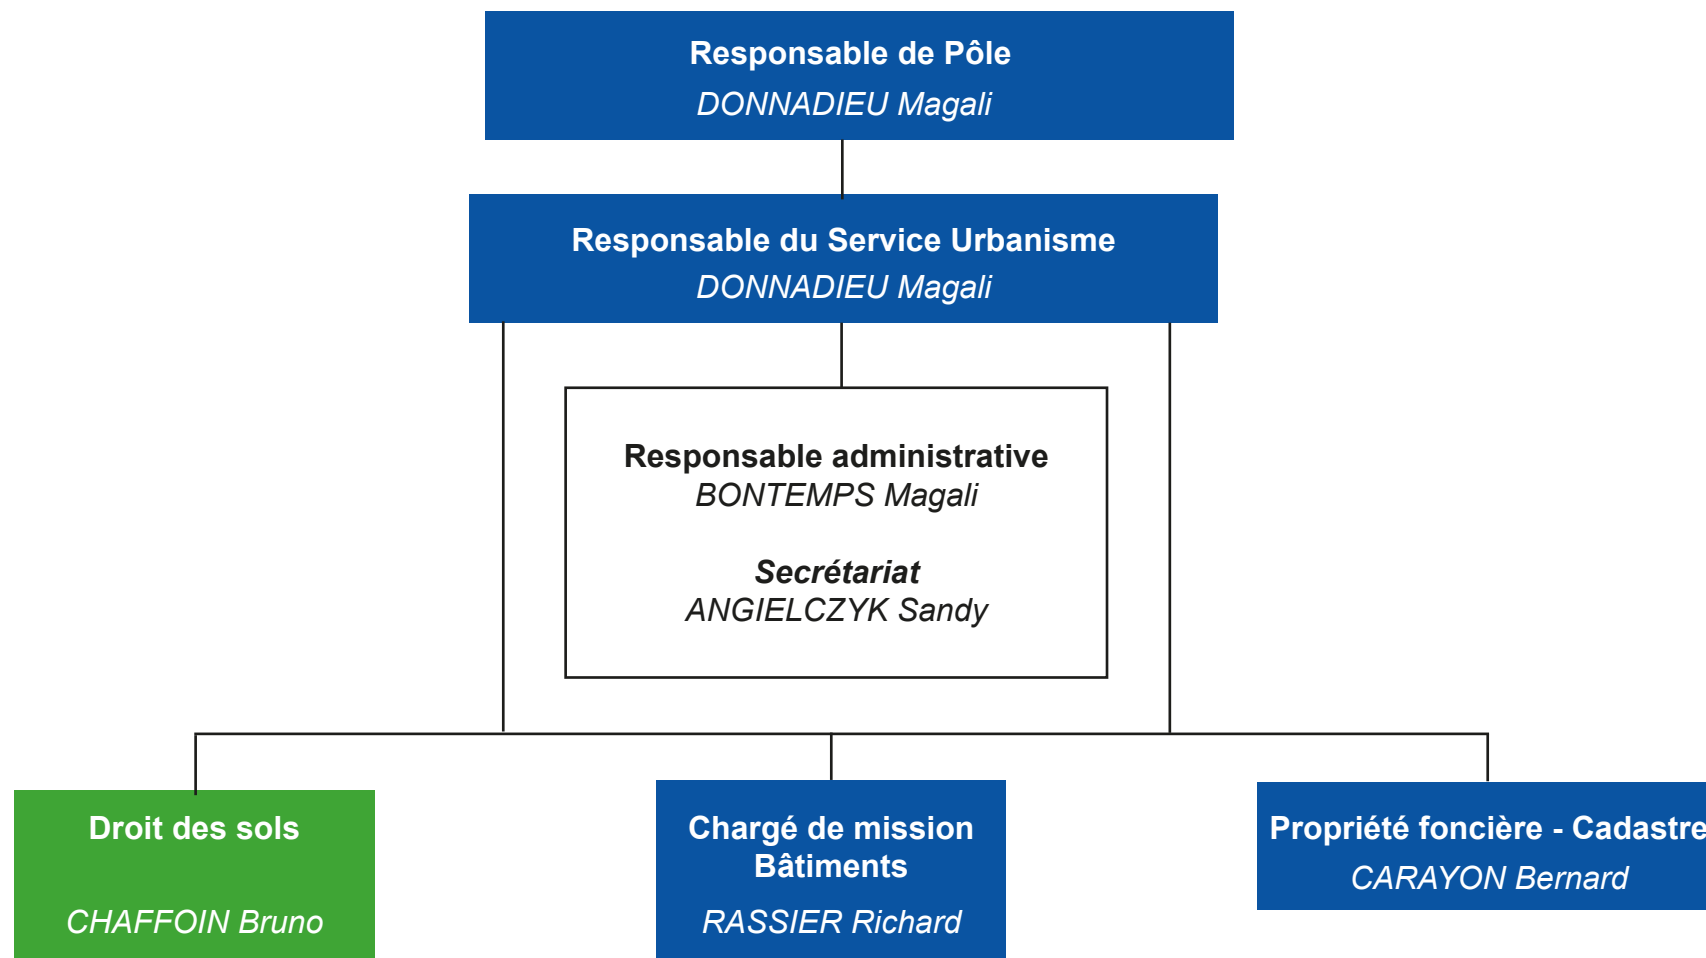 Responsable de Pôle
DONNADIEU Magali
Responsable du Service Urbanisme
DONNADIEU Magali
Responsable administrative
BONTEMPS Magali
Secrétariat
ANGIELCZYK Sandy
Droit des sols
CHAFFOIN Bruno
Chargé de mission
Bâtiments
RASSIER Richard
Propriété foncière - Cadastre
CARAYON Bernard